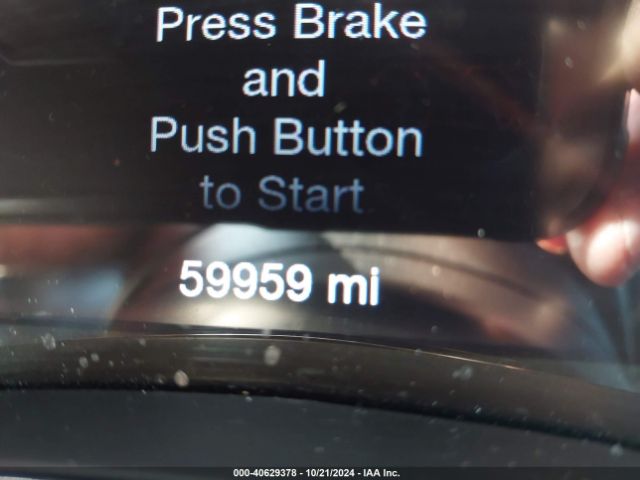 Press Brake
and
Push Button
to Start
59959 mi
000-40629378 - 10/21/2024 - IAA Inc.